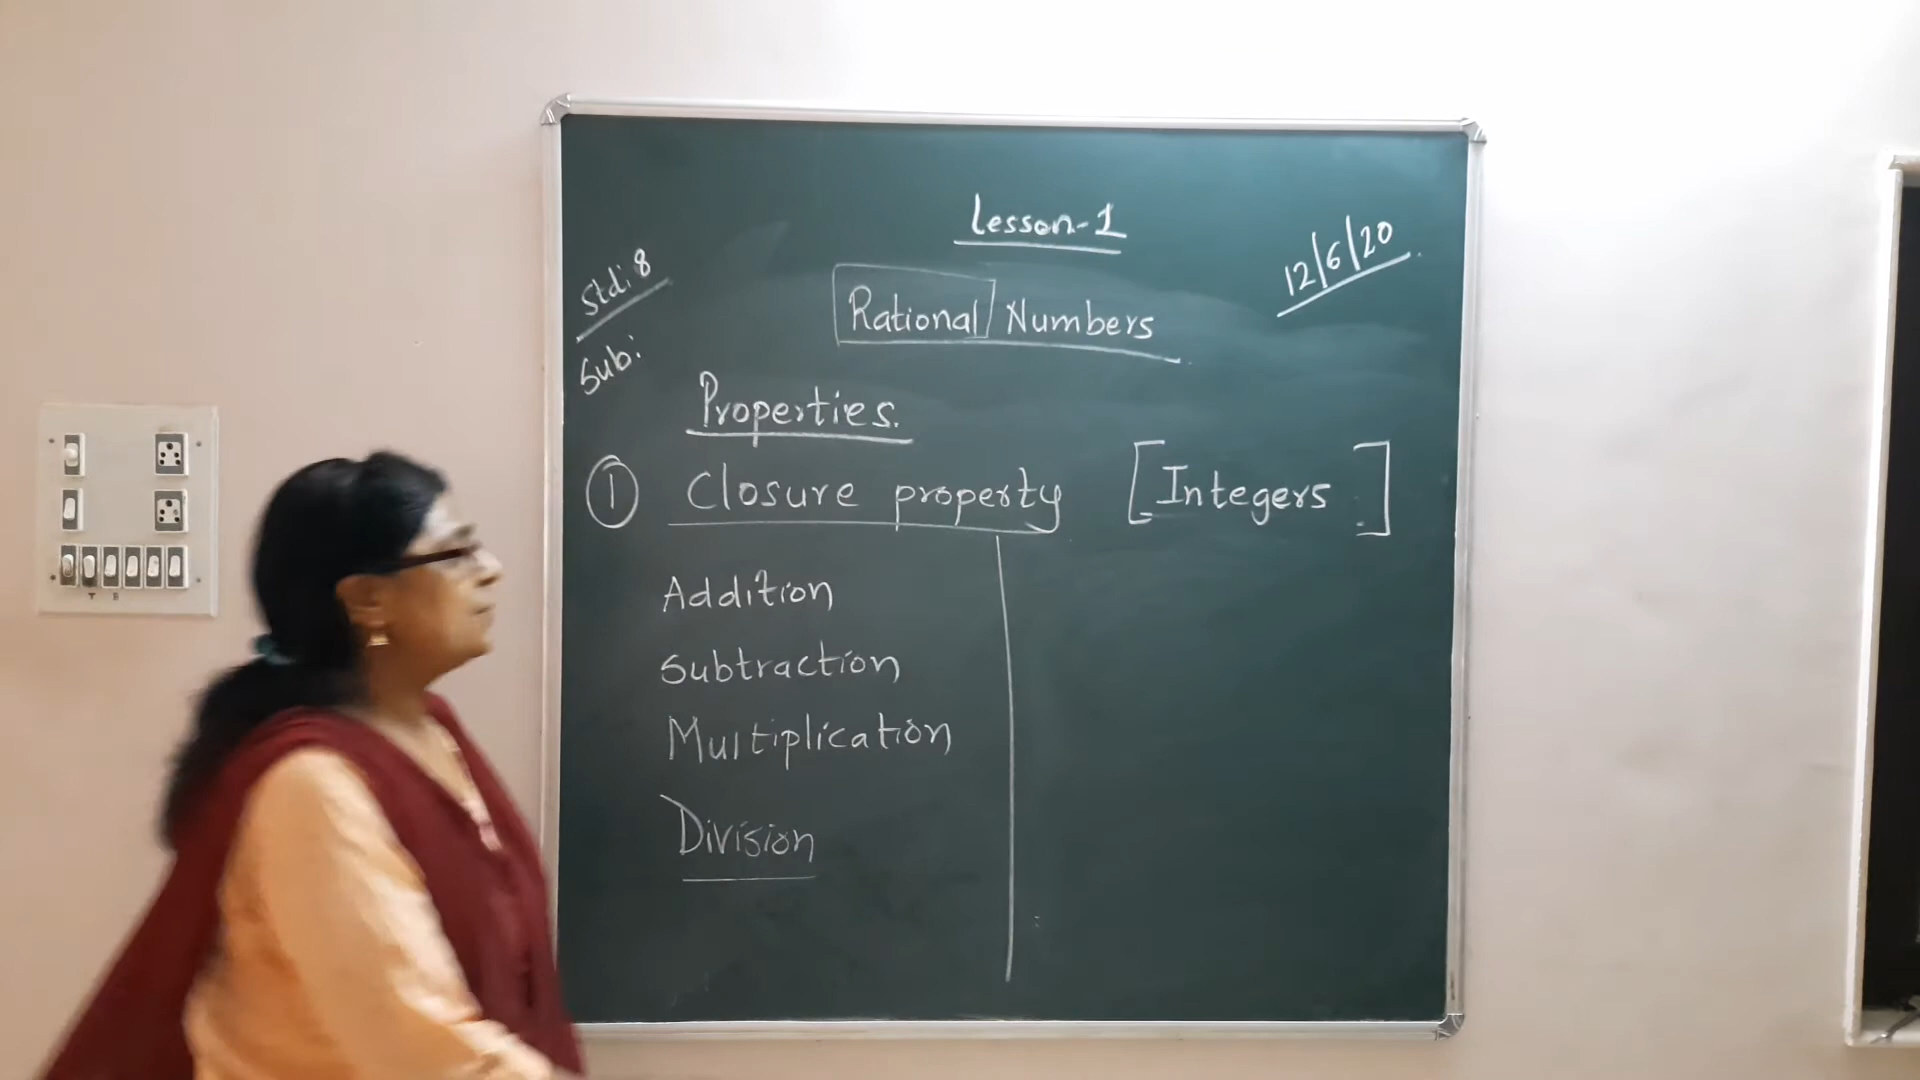 Lesson-1
12/6/20
Std: 8
Rational Numbers
Sub:
Properties.
① Closure property [Integers]
Addition
Subtraction
Multiplication
Division